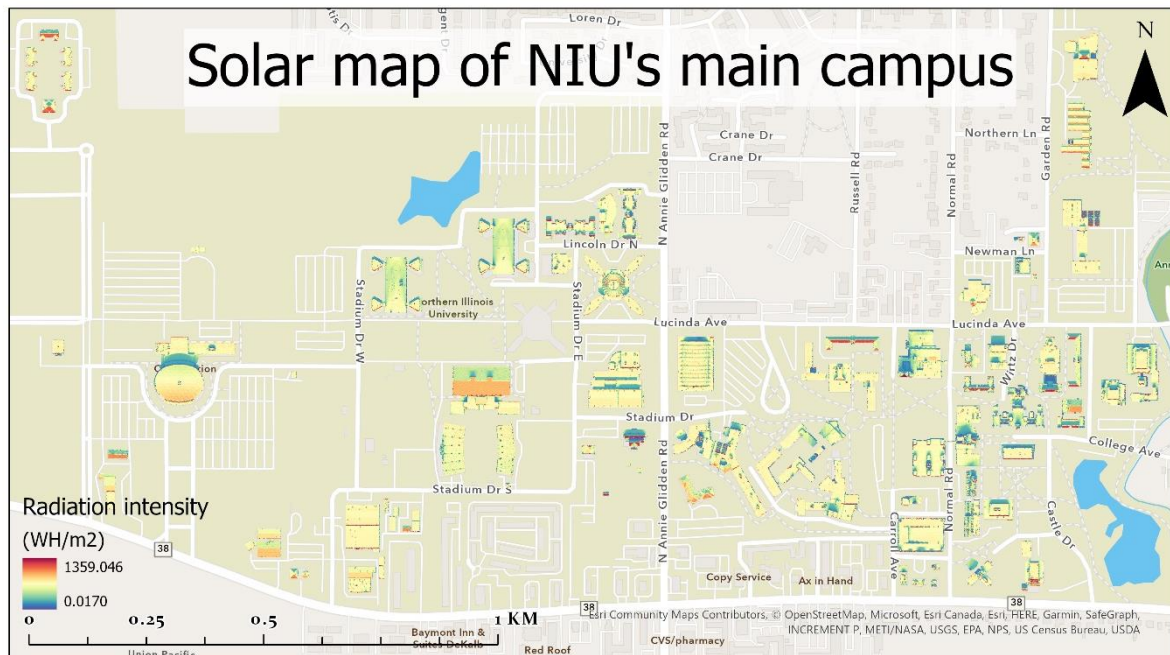 Loren Dr
Solar map of NIU's main campus
N
Crane Dr
Crane Dr
Northern Ln
N Annie Glidden Rd
Russell Rd
Normal Rd
Garden Rd
Lincoln Dr N
Newman Ln
Stadium Dr W
Northern Illinois
University
Stadium Dr E
Lucinda Ave
Lucinda Ave
Wirtz Dr
Stadium Dr
College Ave
Stadium Dr S
N Annie Glidden Rd
Carroll Ave
Normal Rd
Castle Dr
Radiation intensity
(WH/m2)
1359.046
0.0170
38
Copy Service
Ax in Hand
38
38
0 0.25 0.5 1 KM
Esri Community Maps Contributors, © OpenStreetMap, Microsoft, Esri Canada, Esri, HERE, Garmin, SafeGraph,
INCREMENT P, METI/NASA, USGS, EPA, NPS, US Census Bureau, USDA
Baymont Inn &
Suites DeKalb
Red Roof
CVS/pharmacy
Union Pacific